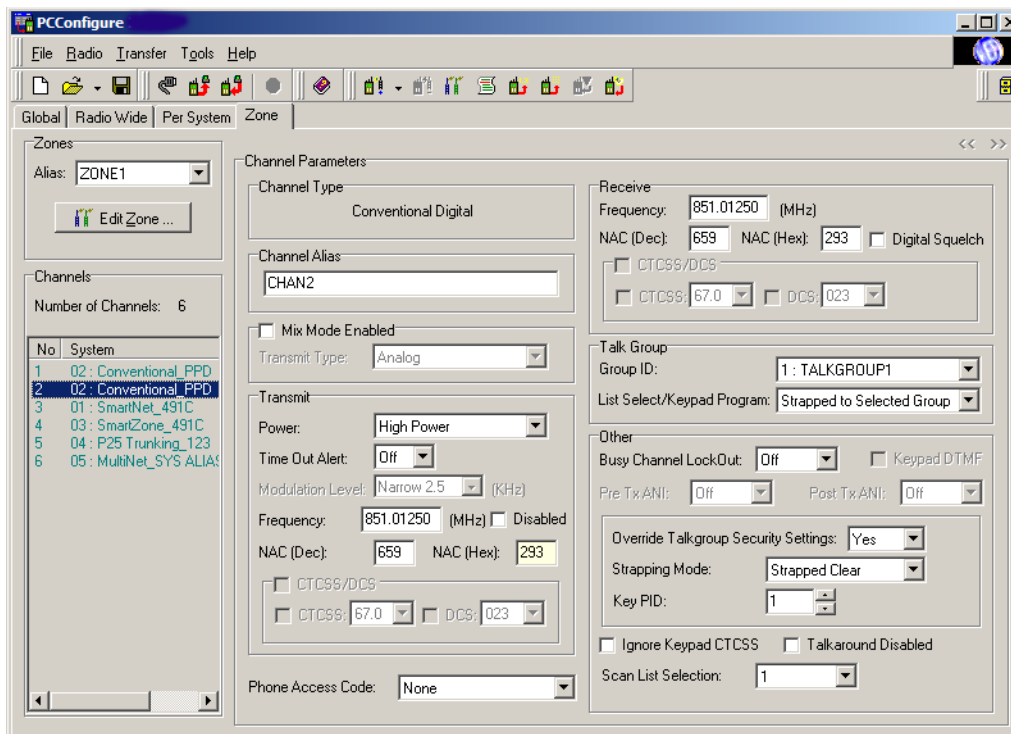 PCConfigure
File Radio Transfer Tools Help
Global Radio Wide Per System Zone
Zones
Alias: ZONE1
Edit Zone ...
Channels
Number of Channels: 6
No System
1 02 : Conventional_PPD
2 02 : Conventional_PPD
3 01 : SmartNet_491C
4 03 : SmartZone_491C
5 04 : P25 Trunking_123
6 05 : MultiNet_SYS ALIAS
<< >>
Channel Parameters
Channel Type
Conventional Digital
Channel Alias
CHAN2
Mix Mode Enabled
Transmit Type: Analog
Transmit
Power: High Power
Time Out Alert: Off
Modulation Level: Narrow 2.5 (KHz)
Frequency: 851.01250 (MHz) Disabled
NAC (Dec): 659 NAC (Hex): 293
CTCSS/DCS
CTCSS: 67.0 DCS: 023
Phone Access Code: None
Receive
Frequency: 851.01250 (MHz)
NAC (Dec): 659 NAC (Hex): 293 Digital Squelch
CTCSS/DCS
CTCSS: 67.0 DCS: 023
Talk Group
Group ID: 1 : TALKGROUP1
List Select/Keypad Program: Strapped to Selected Group
Other
Busy Channel LockOut: Off Keypad DTMF
Pre Tx ANI: Off Post Tx ANI: Off
Override Talkgroup Security Settings: Yes
Strapping Mode: Strapped Clear
Key PID: 1
Ignore Keypad CTCSS Talkaround Disabled
Scan List Selection: 1